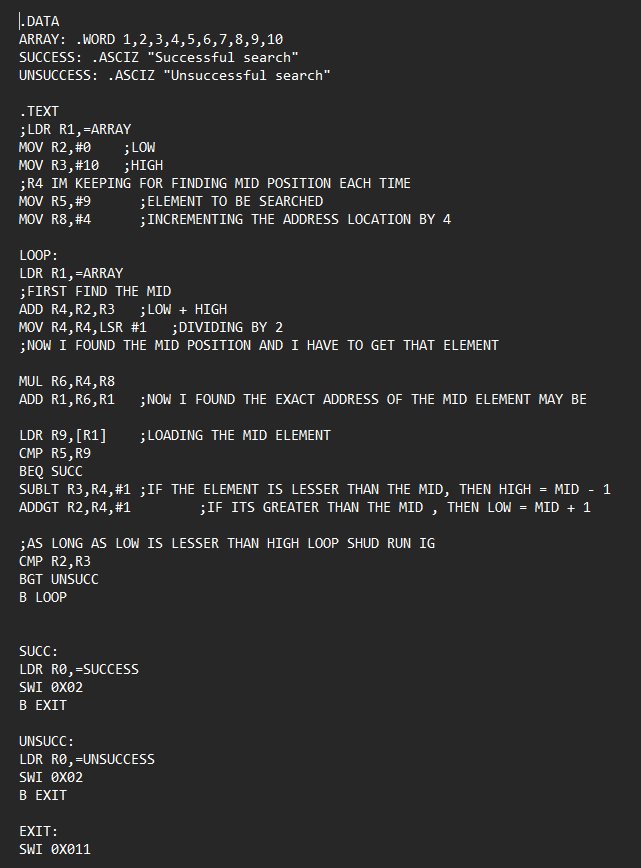 .DATA
ARRAY: .WORD 1,2,3,4,5,6,7,8,9,10
SUCCESS: .ASCIZ "Successful search"
UNSUCCESS: .ASCIZ "Unsuccessful search"

.TEXT
;LDR R1,=ARRAY
MOV R2,#0    ;LOW
MOV R3,#10   ;HIGH
;R4 IM KEEPING FOR FINDING MID POSITION EACH TIME
MOV R5,#9      ;ELEMENT TO BE SEARCHED
MOV R8,#4      ;INCREMENTING THE ADDRESS LOCATION BY 4

LOOP:
LDR R1,=ARRAY
;FIRST FIND THE MID
ADD R4,R2,R3   ;LOW + HIGH
MOV R4,R4,LSR #1   ;DIVIDING BY 2
;NOW I FOUND THE MID POSITION AND I HAVE TO GET THAT ELEMENT

MUL R6,R4,R8
ADD R1,R6,R1   ;NOW I FOUND THE EXACT ADDRESS OF THE MID ELEMENT MAY BE

LDR R9,[R1]    ;LOADING THE MID ELEMENT
CMP R5,R9
BEQ SUCC
SUBLT R3,R4,#1 ;IF THE ELEMENT IS LESSER THAN THE MID, THEN HIGH = MID - 1
ADDGT R2,R4,#1        ;IF ITS GREATER THAN THE MID , THEN LOW = MID + 1

;AS LONG AS LOW IS LESSER THAN HIGH LOOP SHUD RUN IG
CMP R2,R3
BGT UNSUCC
B LOOP

SUCC:
LDR R0,=SUCCESS
SWI 0X02
B EXIT

UNSUCC:
LDR R0,=UNSUCCESS
SWI 0X02
B EXIT

EXIT:
SWI 0X011